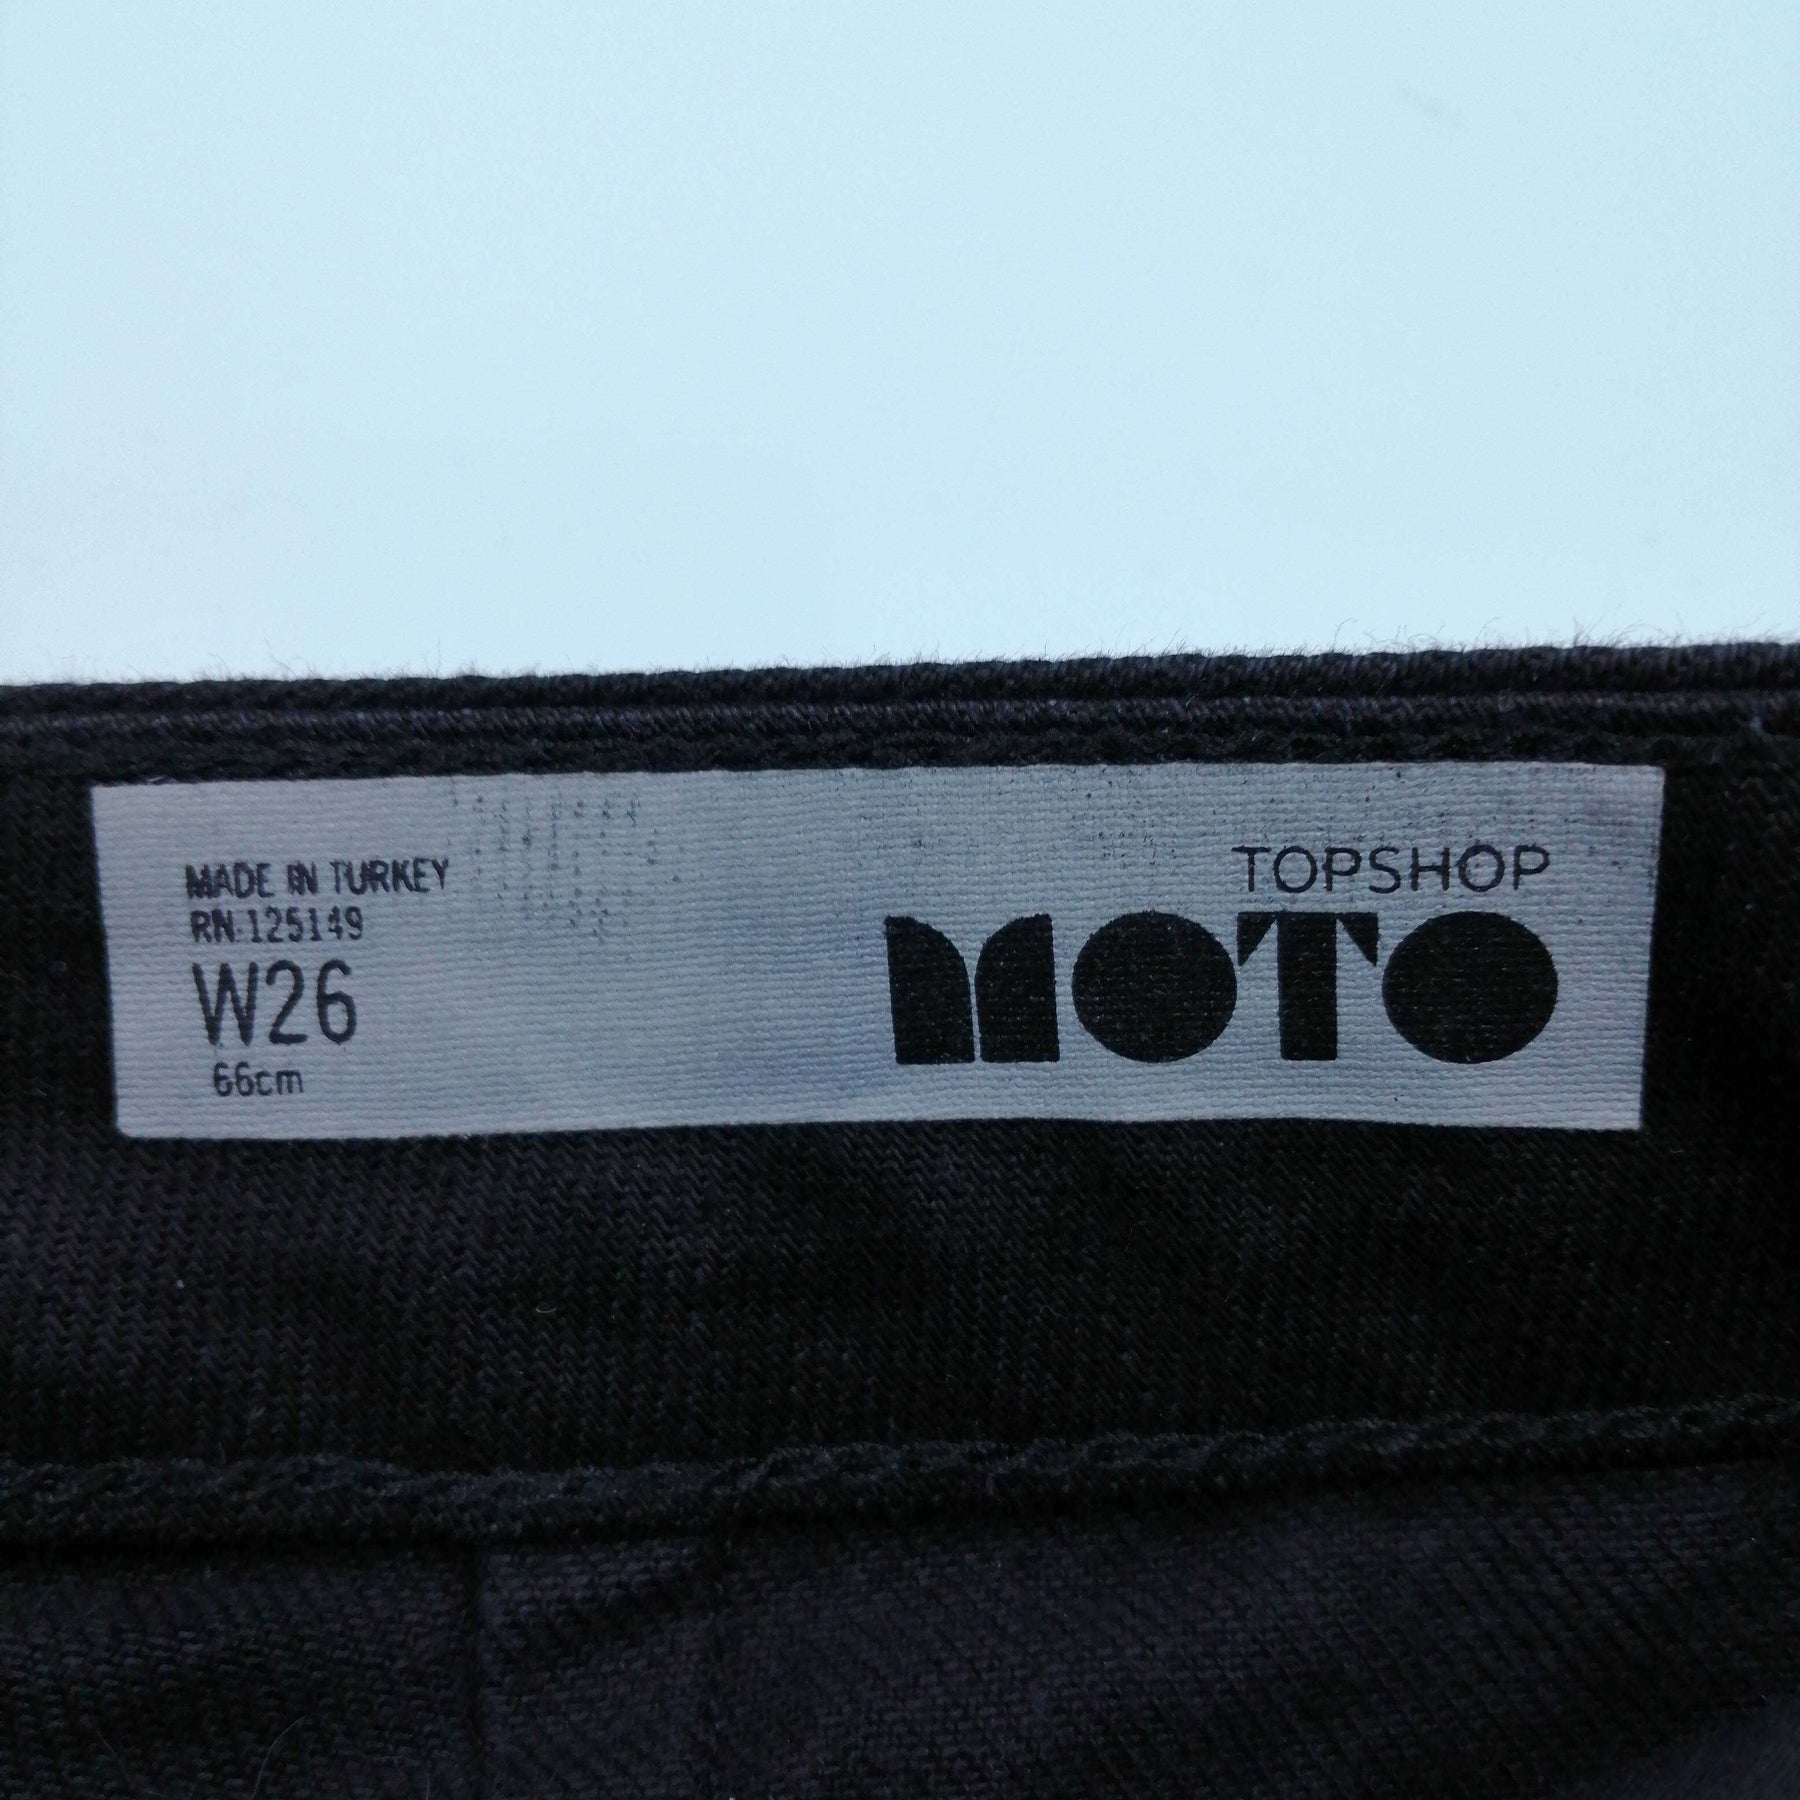 MADE IN TURKEY
RN 125149
W26
66cm
TOPSHOP
MOTO